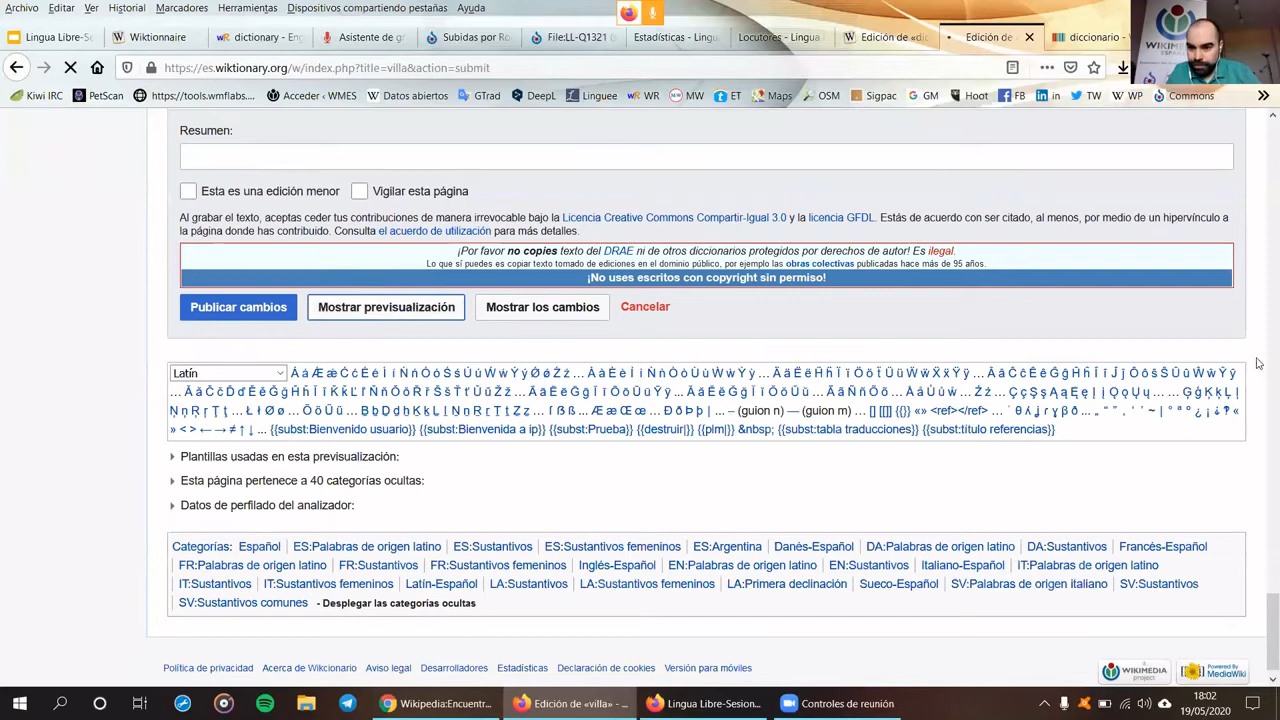 Archivo Editar Ver Historial Marcadores Herramientas Dispositivos compartiendo pestañas Ayuda
Lingua Libre-Se Wiktionnaire dictionary - Eng Asistente de gr Subidas por Ro File:LL-Q1321 ( Estadísticas - Lingu Locutores - Lingua Edición de «dic Edición de « diccionario -
https://es.wiktionary.org/w/index.php?title=villa&action=submit
Kiwi IRC PetScan https://tools.wmflabs... Acceder ‹ WMES Datos abiertos GTrad DeepL Linguee WR MW ET Maps OSM Sigpac GM Hoot FB in TW WP Commons
Resumen:
Esta es una edición menor Vigilar esta página
Al grabar el texto, aceptas ceder tus contribuciones de manera irrevocable bajo la Licencia Creative Commons Compartir-Igual 3.0 y la licencia GFDL. Estás de acuerdo con ser citado, al menos, por medio de un hipervínculo a
la página donde has contribuido. Consulta el acuerdo de utilización para más detalles.
¡Por favor no copies texto del DRAE ni de otros diccionarios protegidos por derechos de autor! Es ilegal.
Lo que sí puedes es copiar texto tomado de ediciones en el dominio público, por ejemplo las obras colectivas publicadas hace más de 95 años.
¡No uses escritos con copyright sin permiso!
Publicar cambios Mostrar previsualización Mostrar los cambios Cancelar
Latín
– (guion n) — (guion m) [] [[]] {{}} «» <ref></ref>
{{subst:Bienvenido usuario}} {{subst:Bienvenida a ip}} {{subst:Prueba}} {{destruir|}} {{plm|}} &nbsp; {{subst:tabla traducciones}} {{subst:título referencias}}
Plantillas usadas en esta previsualización:
Esta página pertenece a 40 categorías ocultas:
Datos de perfilado del analizador:
Categorías: Español ES:Palabras de origen latino ES:Sustantivos ES:Sustantivos femeninos ES:Argentina Danés-Español DA:Palabras de origen latino DA:Sustantivos Francés-Español
FR:Palabras de origen latino FR:Sustantivos FR:Sustantivos femeninos Inglés-Español EN:Palabras de origen latino EN:Sustantivos Italiano-Español IT:Palabras de origen latino
IT:Sustantivos IT:Sustantivos femeninos Latín-Español LA:Sustantivos LA:Sustantivos femeninos LA:Primera declinación Sueco-Español SV:Palabras de origen italiano SV:Sustantivos
SV:Sustantivos comunes - Desplegar las categorías ocultas
Política de privacidad Acerca de Wikcionario Aviso legal Desarrolladores Estadísticas Declaración de cookies Versión para móviles
WIKIMEDIA project Powered By MediaWiki
Wikipedia:Encuentr... Edición de «villa» - ... Lingua Libre-Sesion... Controles de reunión
18:02
19/05/2020